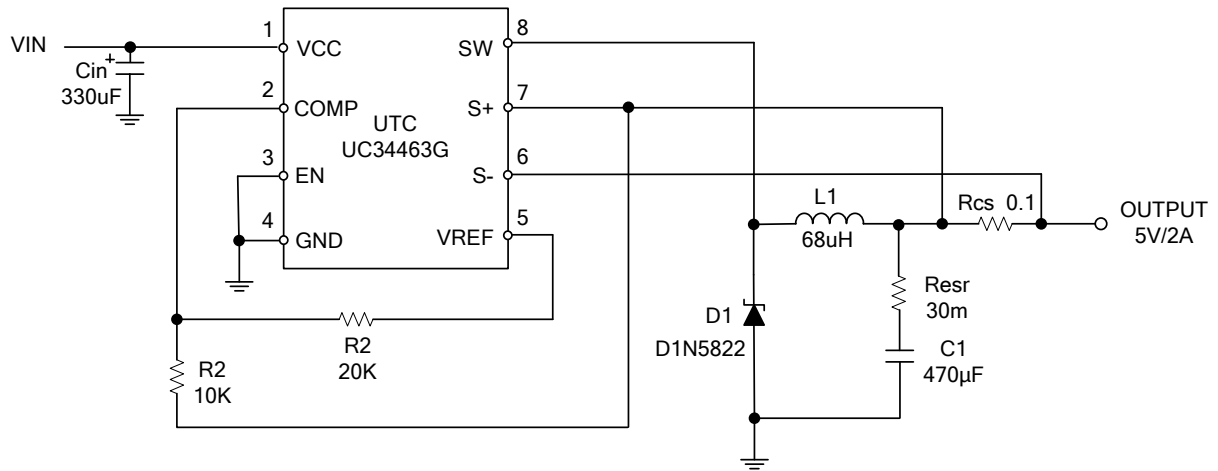 1
8
VIN
VCC
SW
Cin
+
330uF
2
7
COMP
S+
UTC
UC34463G
3
6
EN
S-
L1
Rcs 0.1
OUTPUT
5V/2A
4
5
GND
VREF
68uH
Resr
30m
D1
D1N5822
R2
20K
C1
470µF
R2
10K